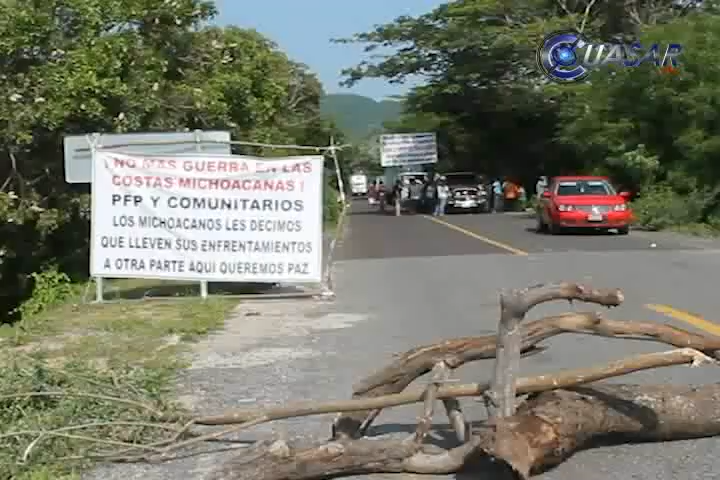 CUASAR
¡NO MAS GUERRA EN LAS
COSTAS MICHOACANAS !
PFP Y COMUNITARIOS
LOS MICHOACANOS LES DECIMOS
QUE LLEVEN SUS ENFRENTAMIENTOS
A OTRA PARTE AQUI QUEREMOS PAZ